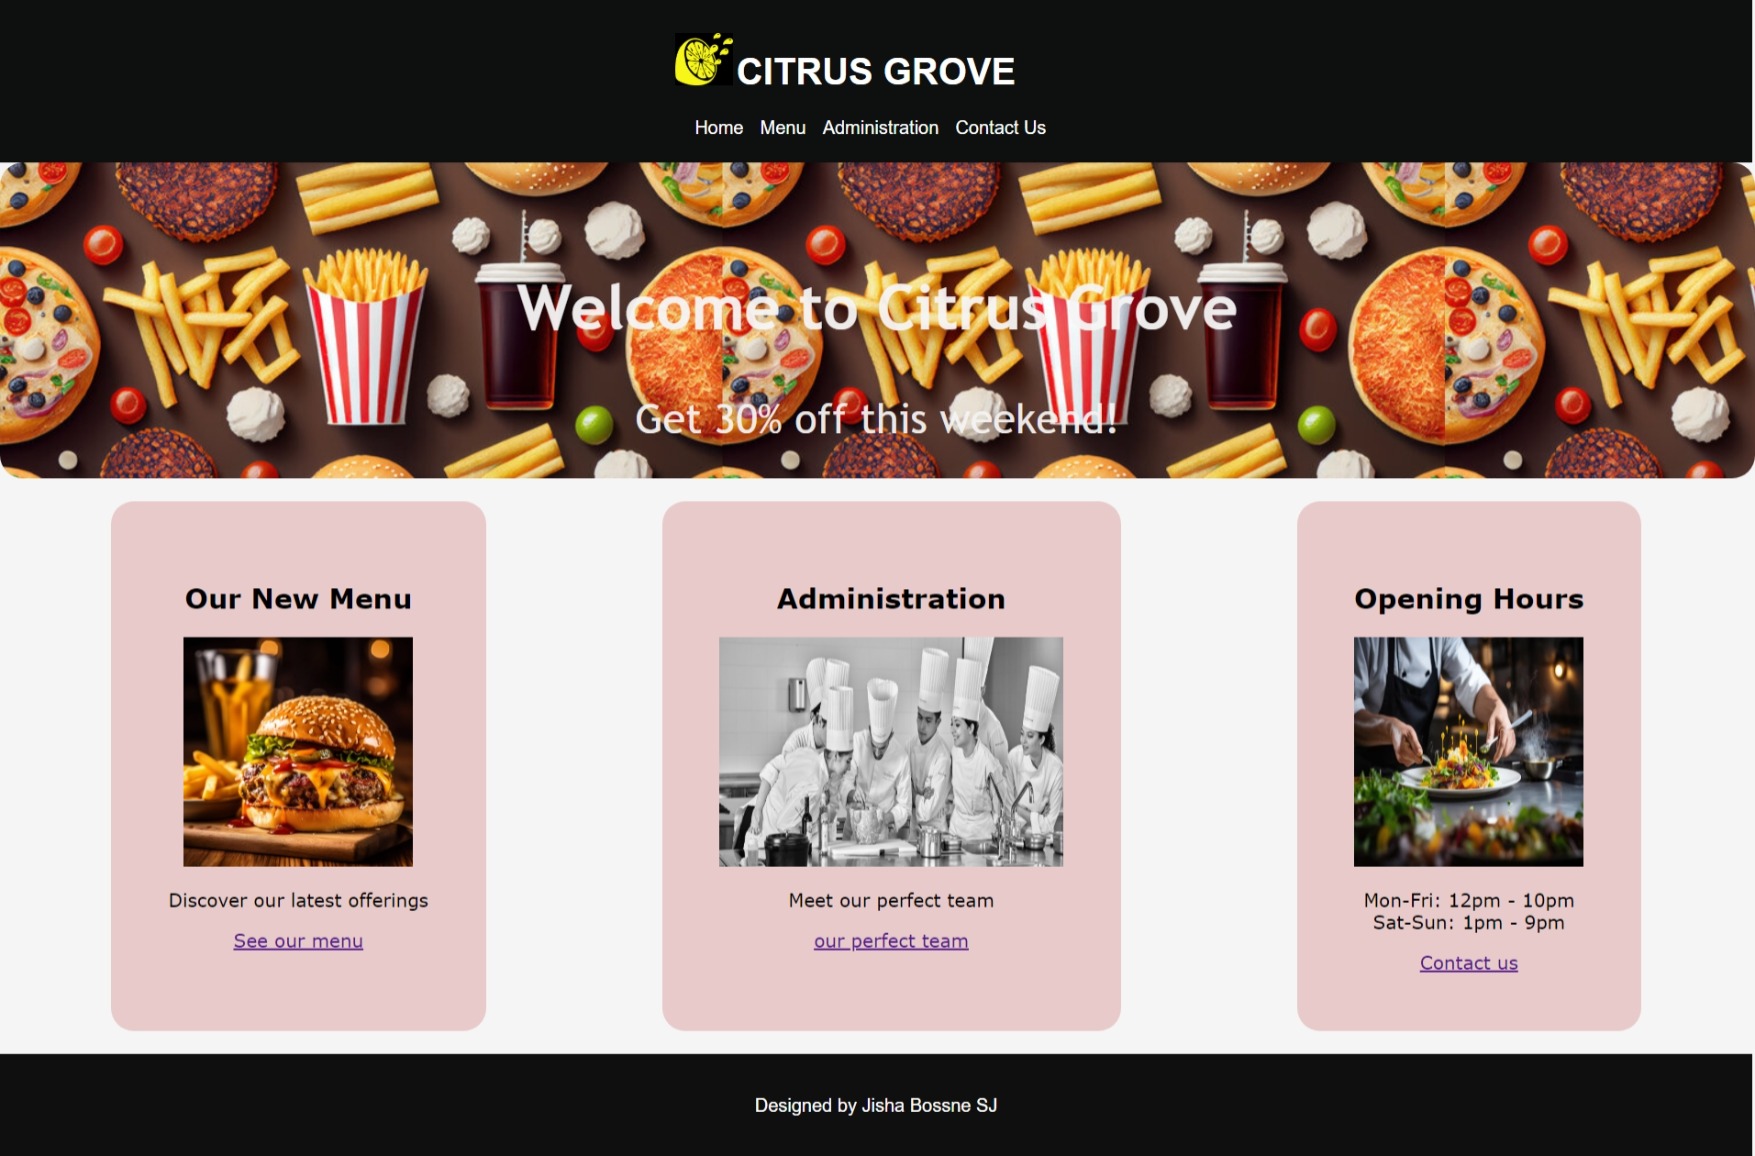 CITRUS GROVE
Home Menu Administration Contact Us
Welcome to Citrus Grove
Get 30% off this weekend!
Our New Menu
Discover our latest offerings
See our menu
Administration
Meet our perfect team
our perfect team
Opening Hours
Mon-Fri: 12pm - 10pm
Sat-Sun: 1pm - 9pm
Contact us
Designed by Jisha Bossne SJ